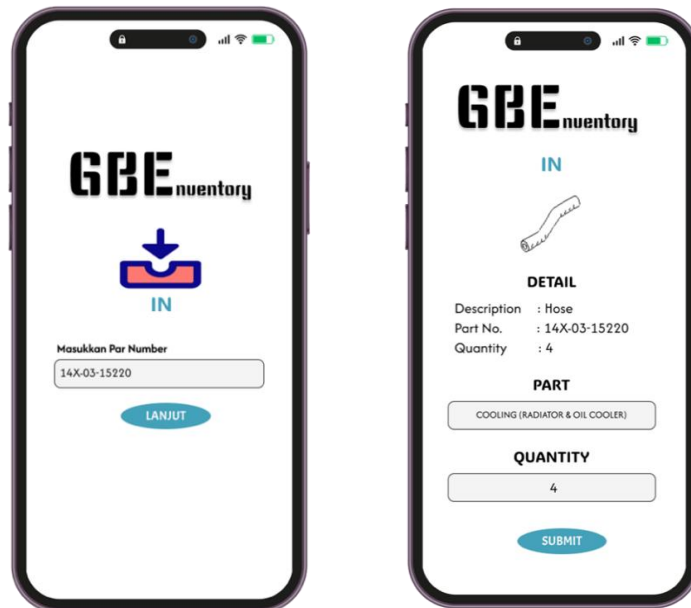 GBEnventory
IN
Masukkan Par Number
14X-03-15220
LANJUT
GBEnventory
IN
DETAIL
Description : Hose
Part No. : 14X-03-15220
Quantity : 4
PART
COOLING (RADIATOR & OIL COOLER)
QUANTITY
4
SUBMIT